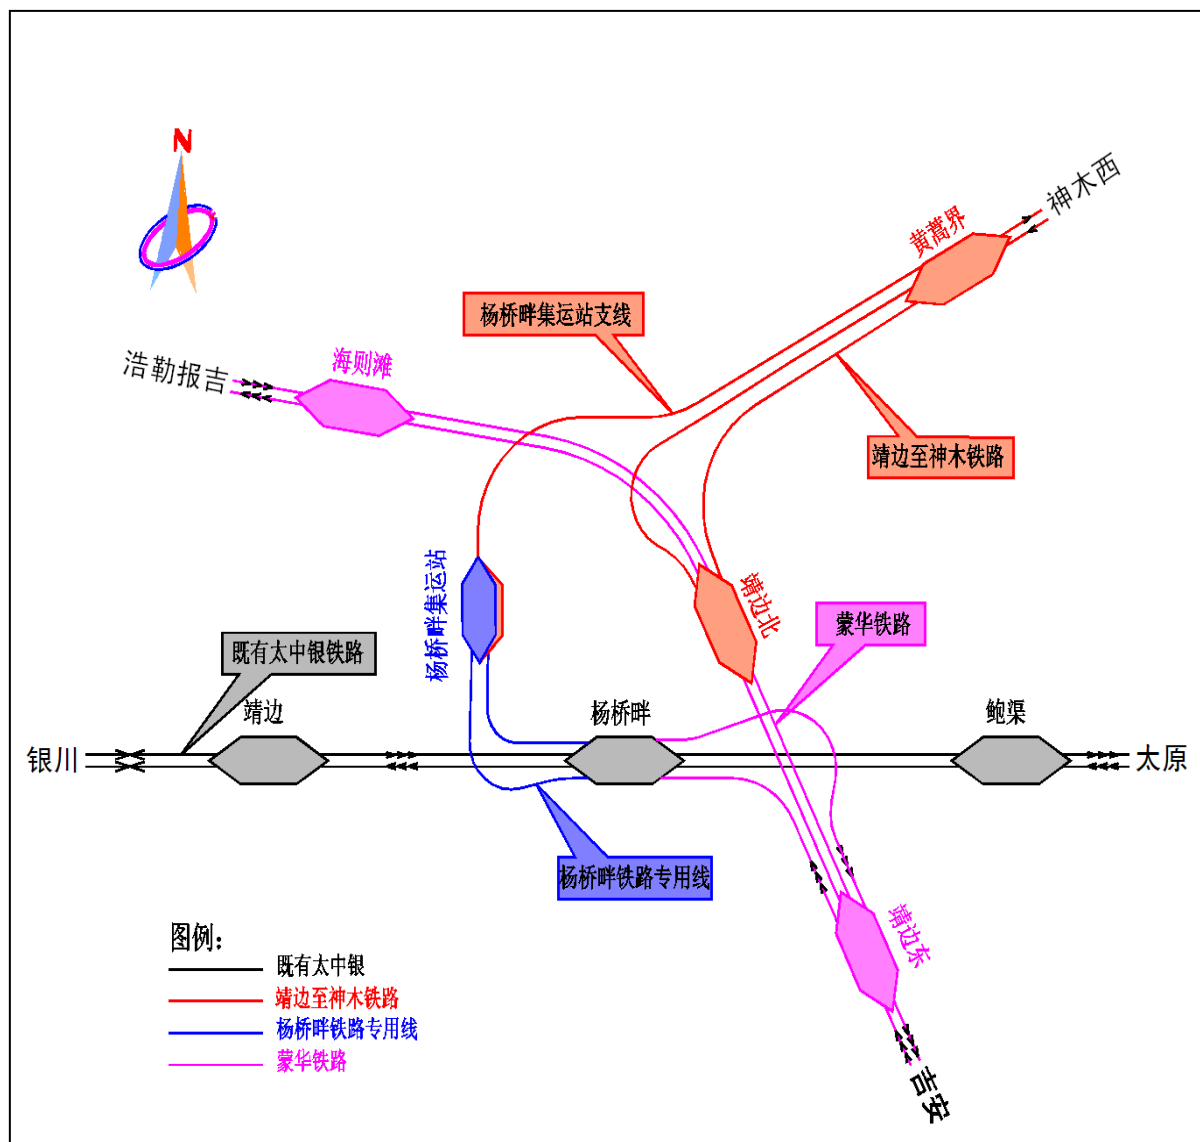 N
神木西
黄蒿界
杨桥畔集运站支线
海则滩
浩勒报吉
靖边至神木铁路
杨桥畔集运站
靖边北
蒙华铁路
既有太中银铁路
靖边
杨桥畔
鲍渠
银川
太原
杨桥畔铁路专用线
靖边东
图例：
既有太中银
靖边至神木铁路
杨桥畔铁路专用线
蒙华铁路
吉安